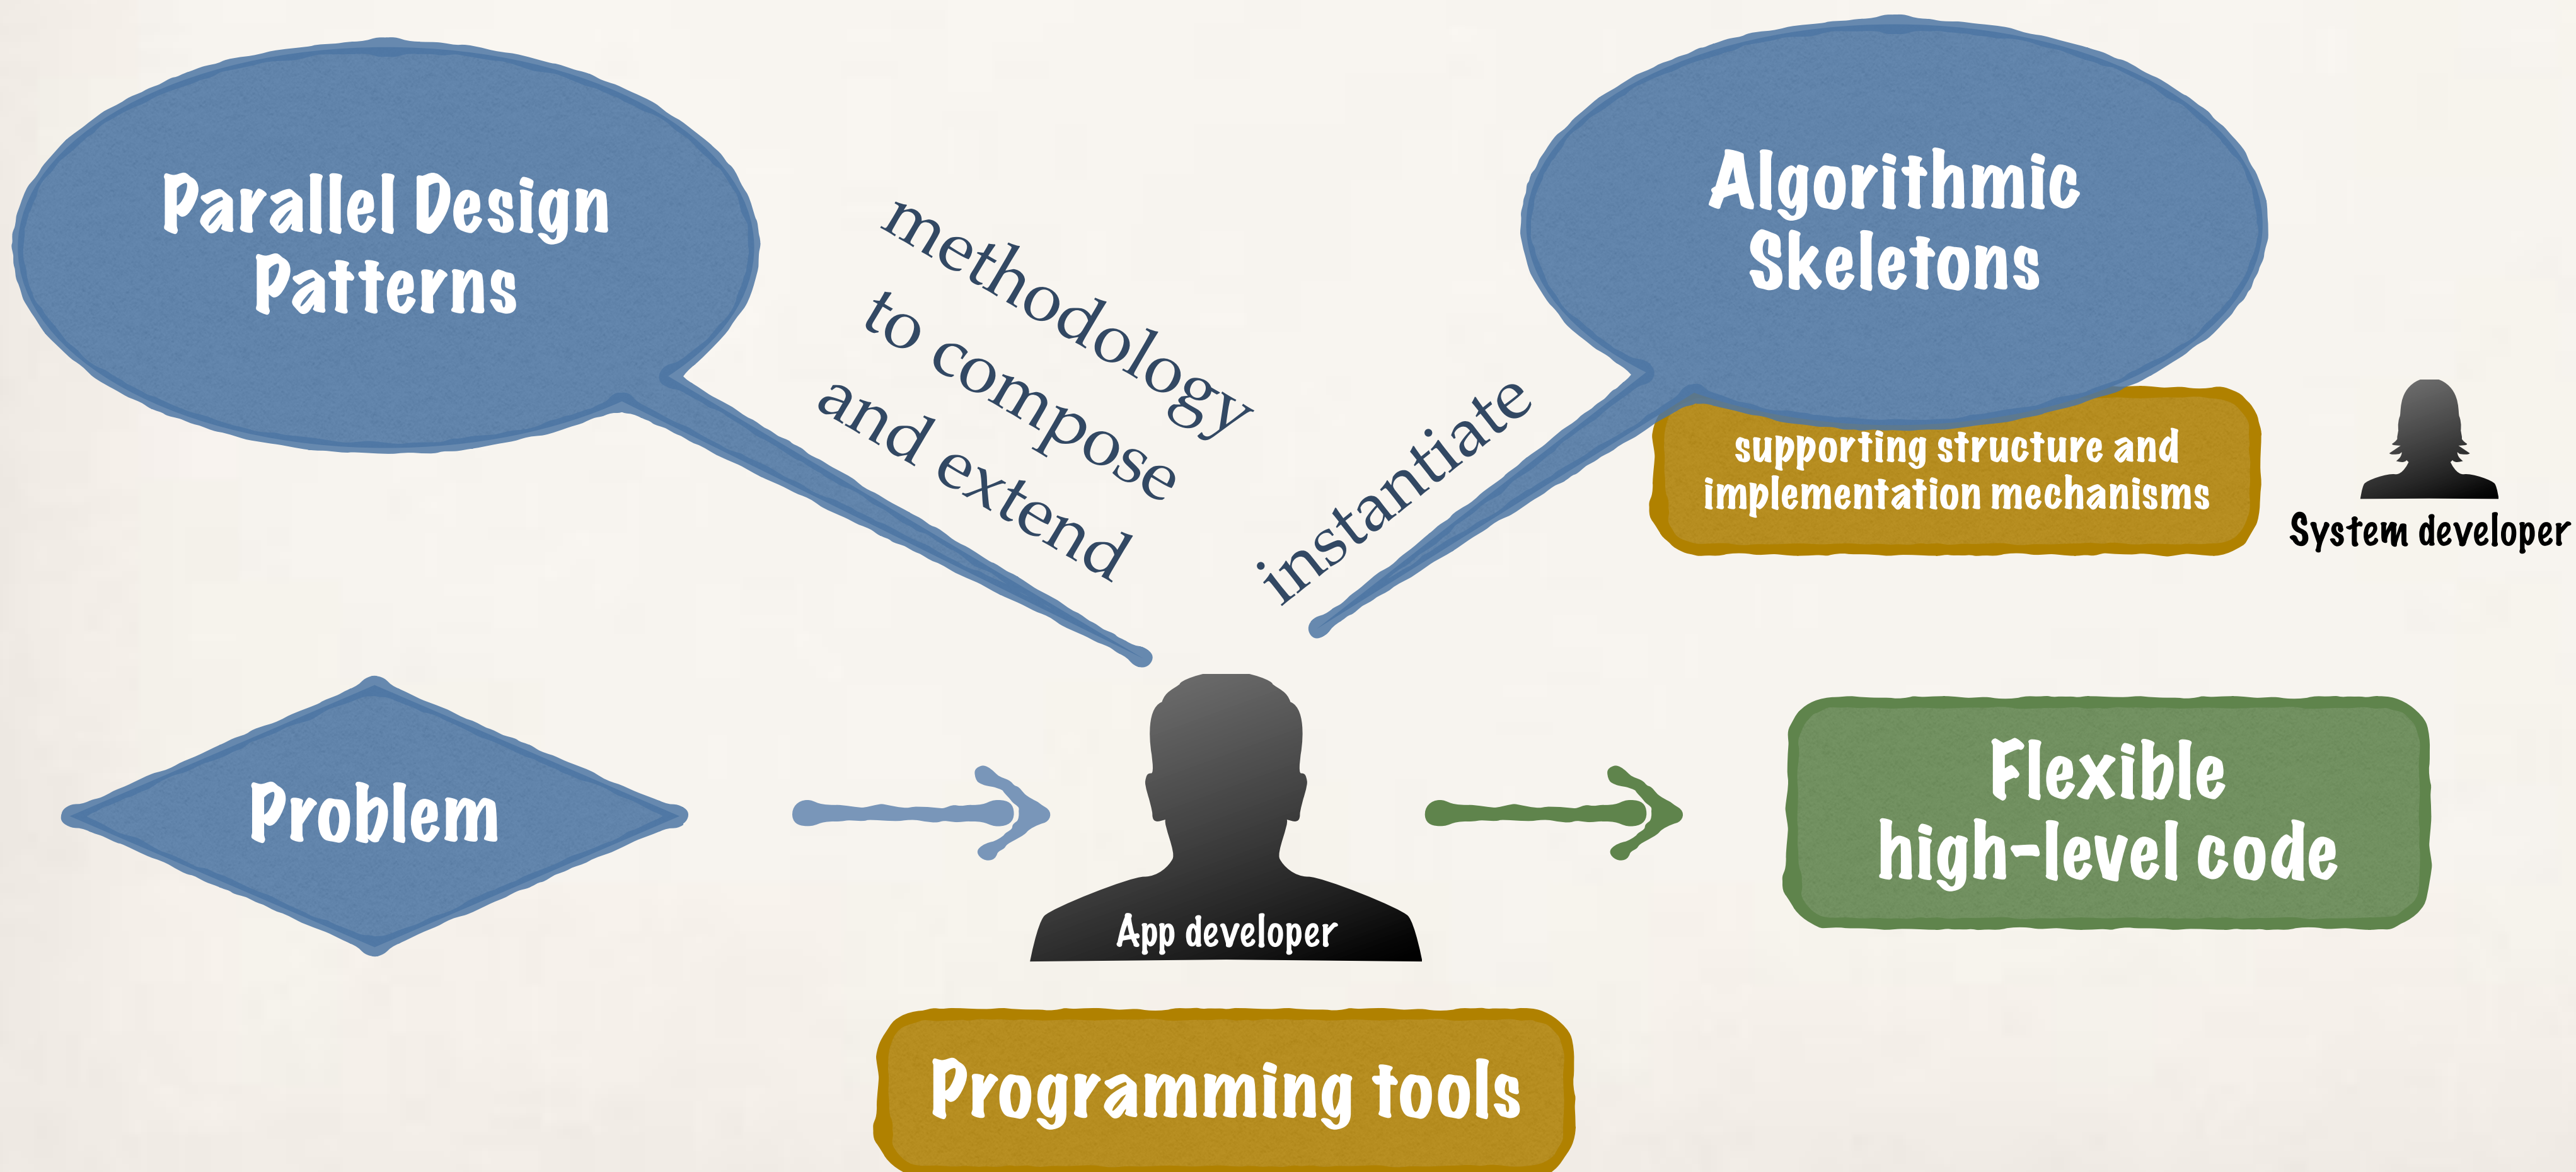 Parallel Design
Patterns
methodology
to compose
and extend
instantiate
Algorithmic
Skeletons
supporting structure and
implementation mechanisms
System developer
Problem
App developer
Flexible
high-level code
Programming tools